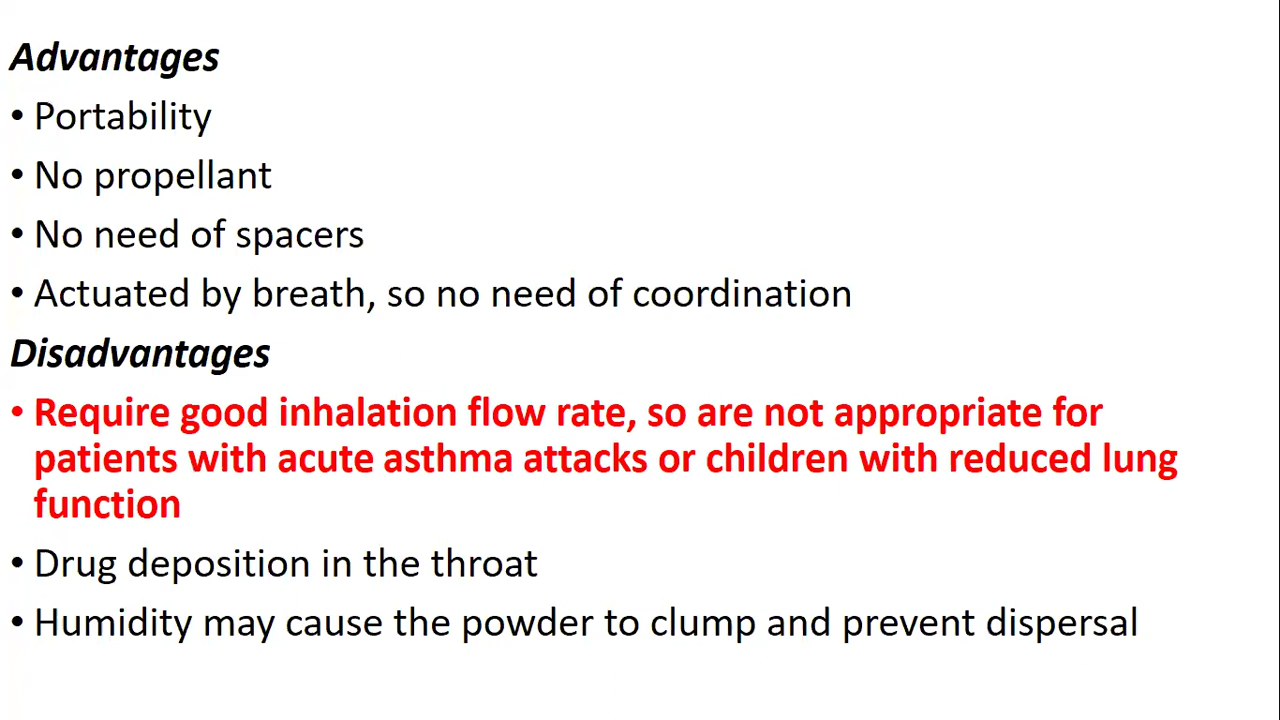 Advantages
• Portability
• No propellant
• No need of spacers
• Actuated by breath, so no need of coordination
Disadvantages
• Require good inhalation flow rate, so are not appropriate for
patients with acute asthma attacks or children with reduced lung
function
• Drug deposition in the throat
• Humidity may cause the powder to clump and prevent dispersal